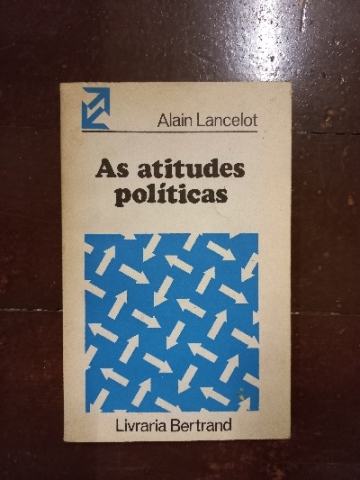 Alain Lancelot
As atitudes
políticas
Livraria Bertrand